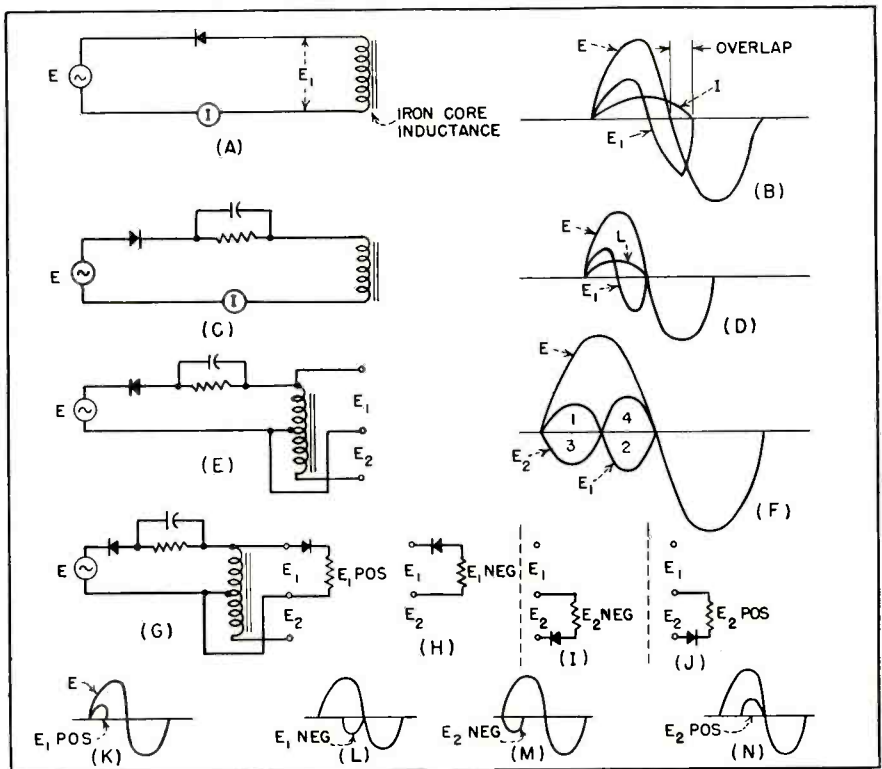 E
E₁
I
IRON CORE
INDUCTANCE
(A)
E
OVERLAP
I
E₁
(B)
E
I
(C)
E
L
E₁
(D)
E
E₁
E₂
(E)
E
1
4
3
2
E₂
E₁
(F)
E
E₁
E₂
E₁ POS
(G)
E₁
E₂
E₁ NEG
(H)
E₁
E₂
E₂ NEG
(I)
E₁
E₂
E₂ POS
(J)
E
E₁ POS
(K)
E₁ NEG
(L)
E₂ NEG
(M)
E₂ POS
(N)